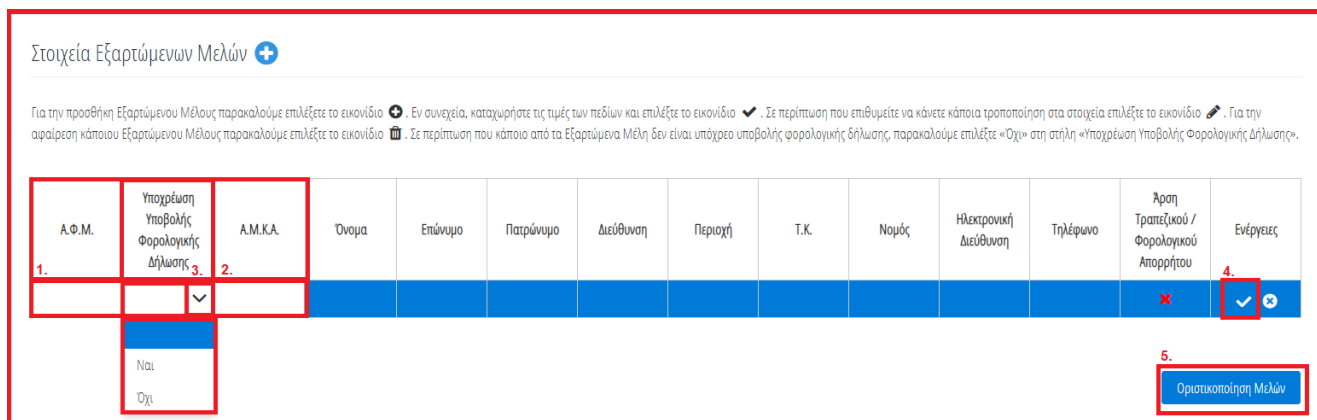 Στοιχεία Εξαρτώμενων Μελών
Για την προσθήκη Εξαρτώμενου Μέλους παρακαλούμε επιλέξετε το εικονίδιο . Εν συνεχεία, καταχωρήστε τις τιμές των πεδίων και επιλέξτε το εικονίδιο . Σε περίπτωση που επιθυμείτε να κάνετε κάποια τροποποίηση στα στοιχεία επιλέξτε το εικονίδιο . Για την
αφαίρεση κάποιου Εξαρτώμενου Μέλους παρακαλούμε επιλέξτε το εικονίδιο . Σε περίπτωση που κάποιο από τα Εξαρτώμενα Μέλη δεν είναι υπόχρεο υποβολής φορολογικής δήλωσης, παρακαλούμε επιλέξτε «Όχι» στη στήλη «Υποχρέωση Υποβολής Φορολογικής Δήλωσης».
Α.Φ.Μ.
1.
Υποχρέωση
Υποβολής
Φορολογικής
Δήλωσης
3.
Α.Μ.Κ.Α.
2.
Όνομα
Επώνυμο
Πατρώνυμο
Διεύθυνση
Περιοχή
Τ.Κ.
Νομός
Ηλεκτρονική
Διεύθυνση
Τηλέφωνο
Άρση
Τραπεζικού /
Φορολογικού
Απορρήτου
Ενέργειες
4.
Ναι
Όχι
5.
Οριστικοποίηση Μελών